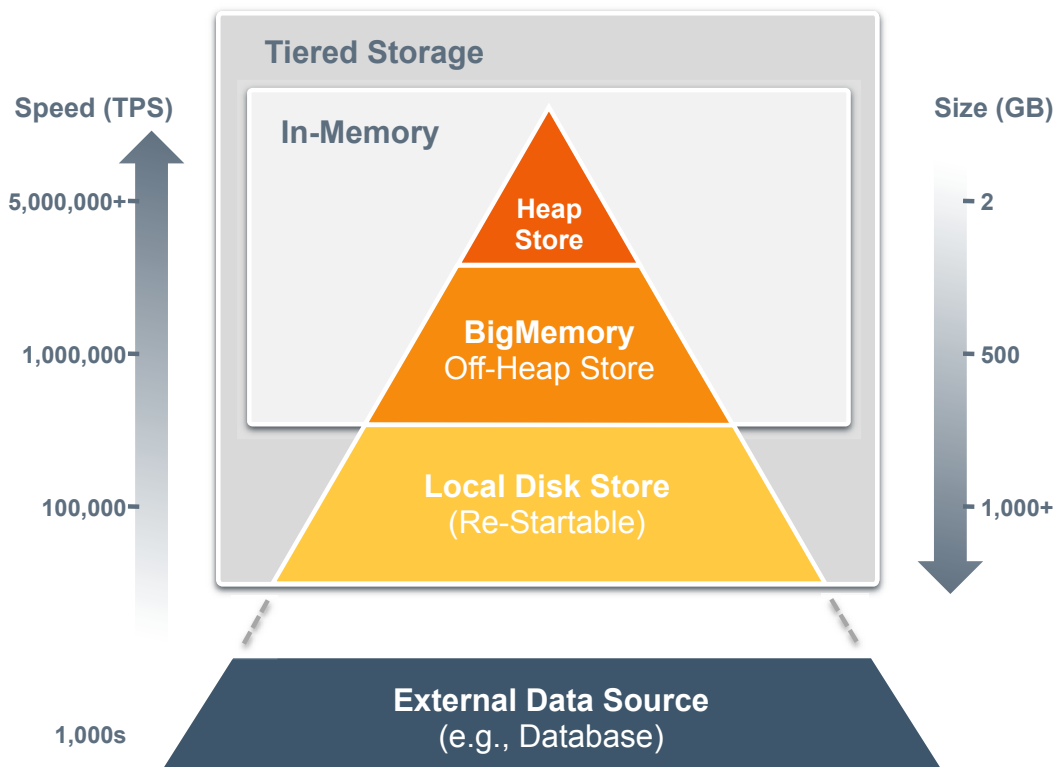 Tiered Storage
Speed (TPS)
Size (GB)
In-Memory
5,000,000+
2
Heap
Store
BigMemory
1,000,000
500
Off-Heap Store
Local Disk Store
100,000
1,000+
(Re-Startable)
External Data Source
1,000s
(e.g., Database)